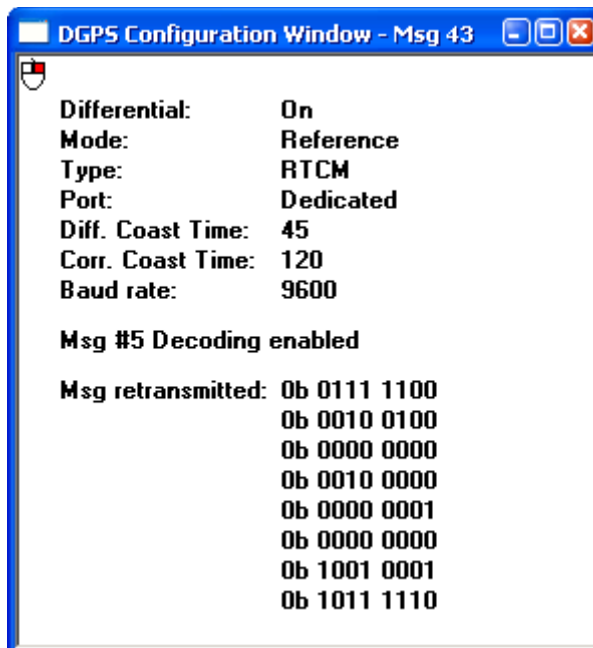 DGPS Configuration Window - Msg 43
Differential: On
Mode: Reference
Type: RTCM
Port: Dedicated
Diff. Coast Time: 45
Corr. Coast Time: 120
Baud rate: 9600
Msg #5 Decoding enabled
Msg retransmitted: 0b 0111 1100
0b 0010 0100
0b 0000 0000
0b 0010 0000
0b 0000 0001
0b 0000 0000
0b 1001 0001
0b 1011 1110